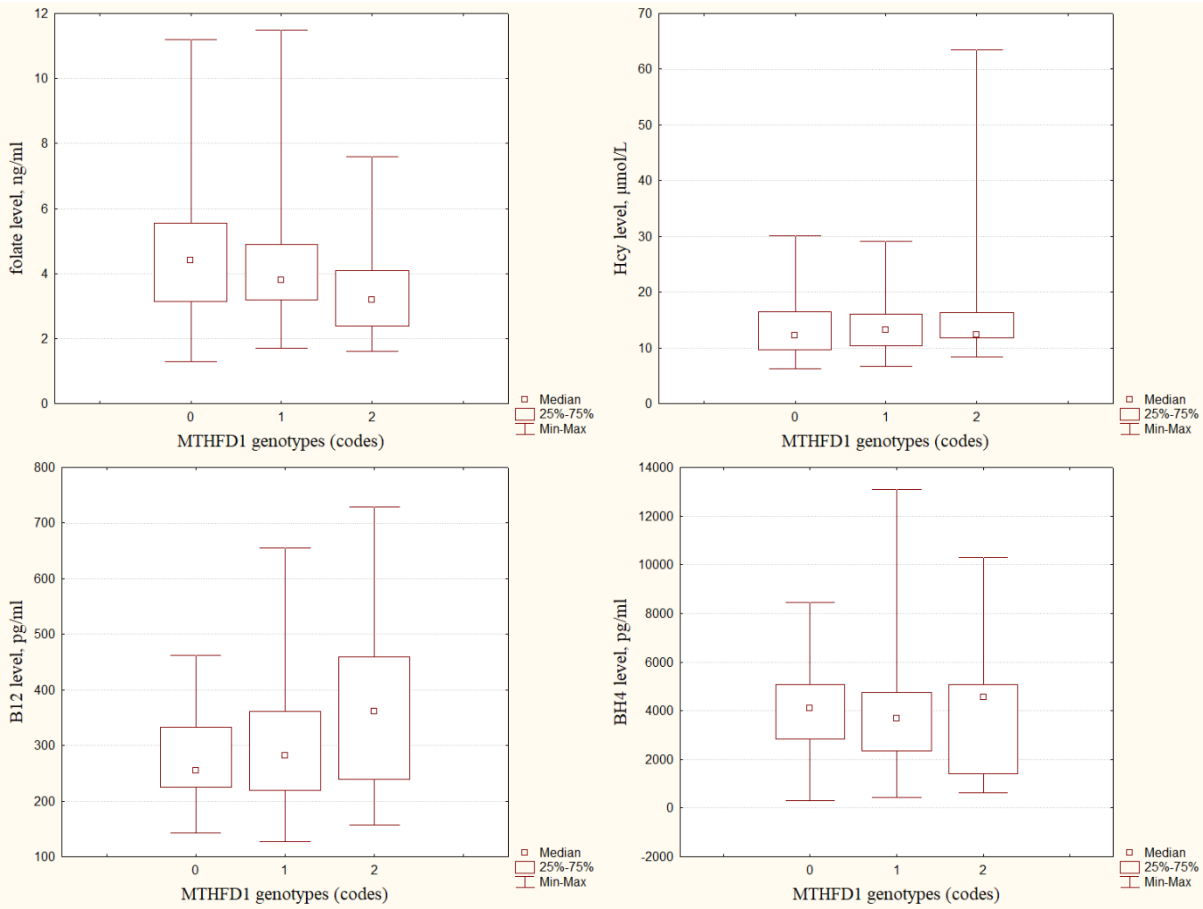 folate level, ng/ml
12
10
8
6
4
2
0
0 1 2
MTHFD1 genotypes (codes)
Median
25%-75%
Min-Max
Hcy level, μmol/L
70
60
50
40
30
20
10
0
0 1 2
MTHFD1 genotypes (codes)
Median
25%-75%
Min-Max
B12 level, pg/ml
800
700
600
500
400
300
200
100
0 1 2
MTHFD1 genotypes (codes)
Median
25%-75%
Min-Max
BH4 level, pg/ml
14000
12000
10000
8000
6000
4000
2000
0
-2000
0 1 2
MTHFD1 genotypes (codes)
Median
25%-75%
Min-Max